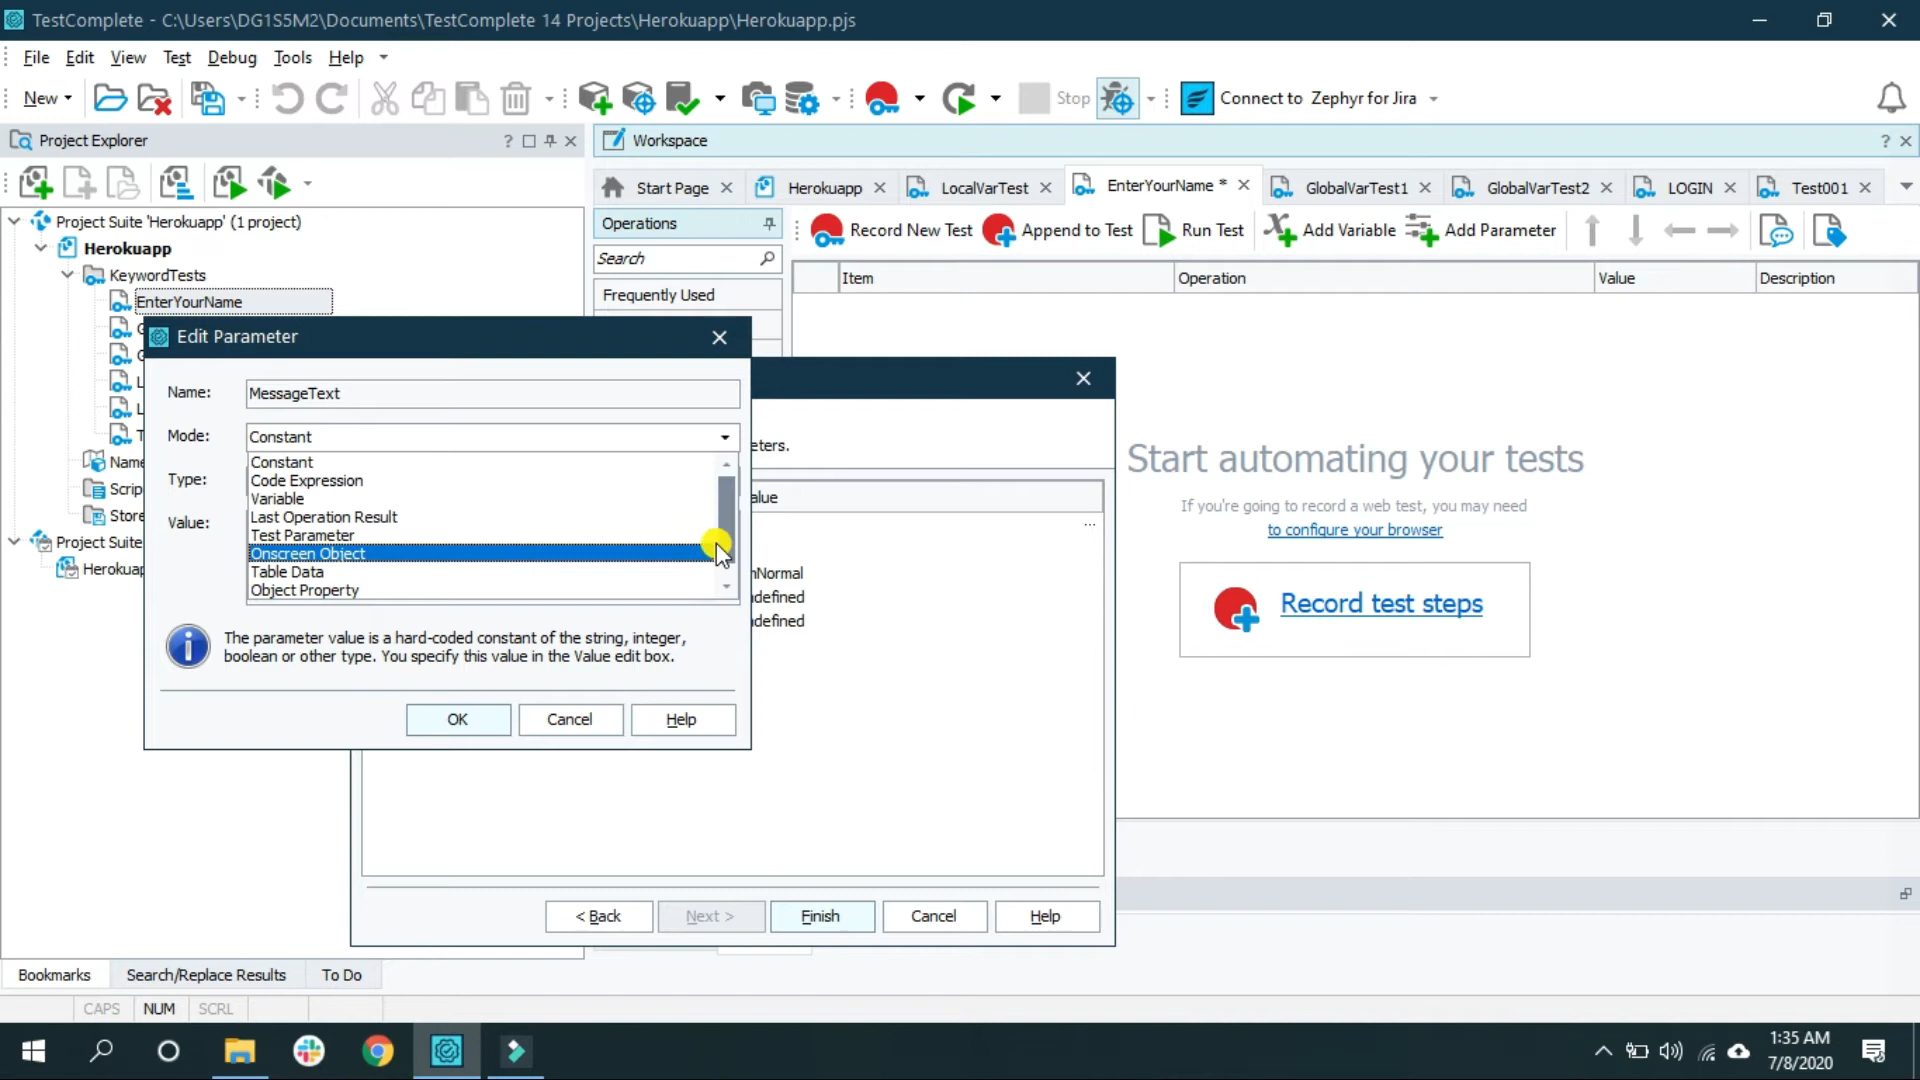 TestComplete - C:\Users\DG1S5M2\Documents\TestComplete 14 Projects\Herokuapp\Herokuapp.pjs
File Edit View Test Debug Tools Help
New Stop Connect to Zephyr for Jira
Project Explorer ?
Workspace ?
Start Page Herokuapp LocalVarTest EnterYourName * GlobalVarTest1 GlobalVarTest2 LOGIN Test001
Project Suite 'Herokuapp' (1 project)
Herokuapp
KeywordTests
EnterYourName
Name
Scrip
Store
Project Suite
Herokuap
Operations
Search
Frequently Used
Record New Test Append to Test Run Test Add Variable Add Parameter
Item Operation Value Description
Edit Parameter
Name: MessageText
Mode: Constant
Type:
Value:
Constant
Code Expression
Variable
Last Operation Result
Test Parameter
Onscreen Object
Table Data
Object Property
The parameter value is a hard-coded constant of the string, integer,
boolean or other type. You specify this value in the Value edit box.
OK Cancel Help
eters.
alue
...
nNormal
defined
defined
< Back Next > Finish Cancel Help
Start automating your tests
If you're going to record a web test, you may need
to configure your browser
Record test steps
Bookmarks Search/Replace Results To Do
CAPS NUM SCRL
1:35 AM
7/8/2020